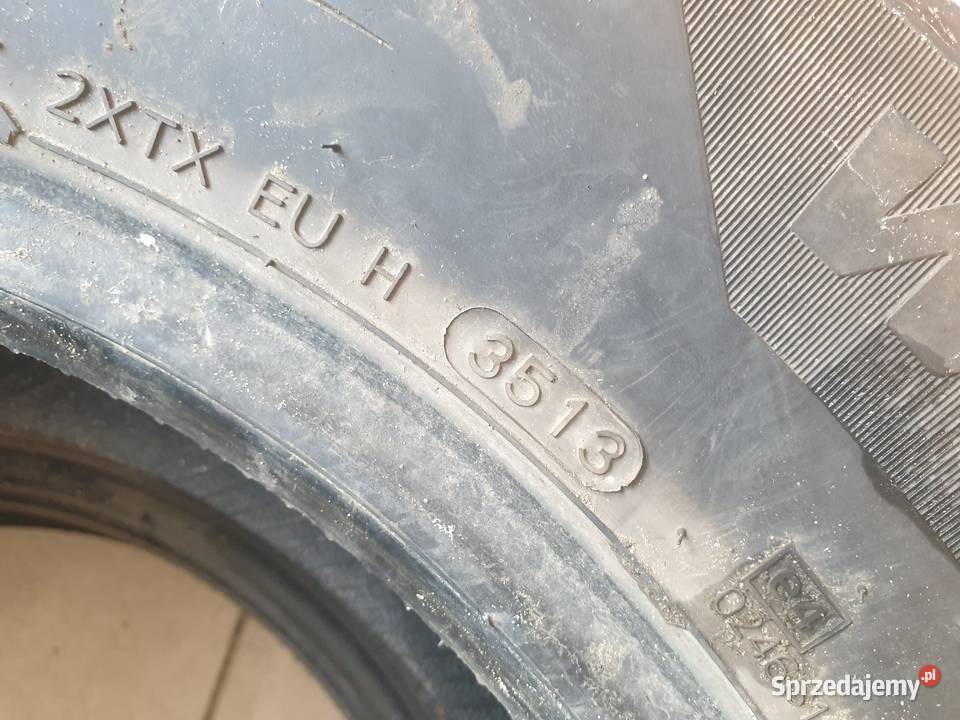 2XTX EU H 3513
e4
Sprzedajemy.pl